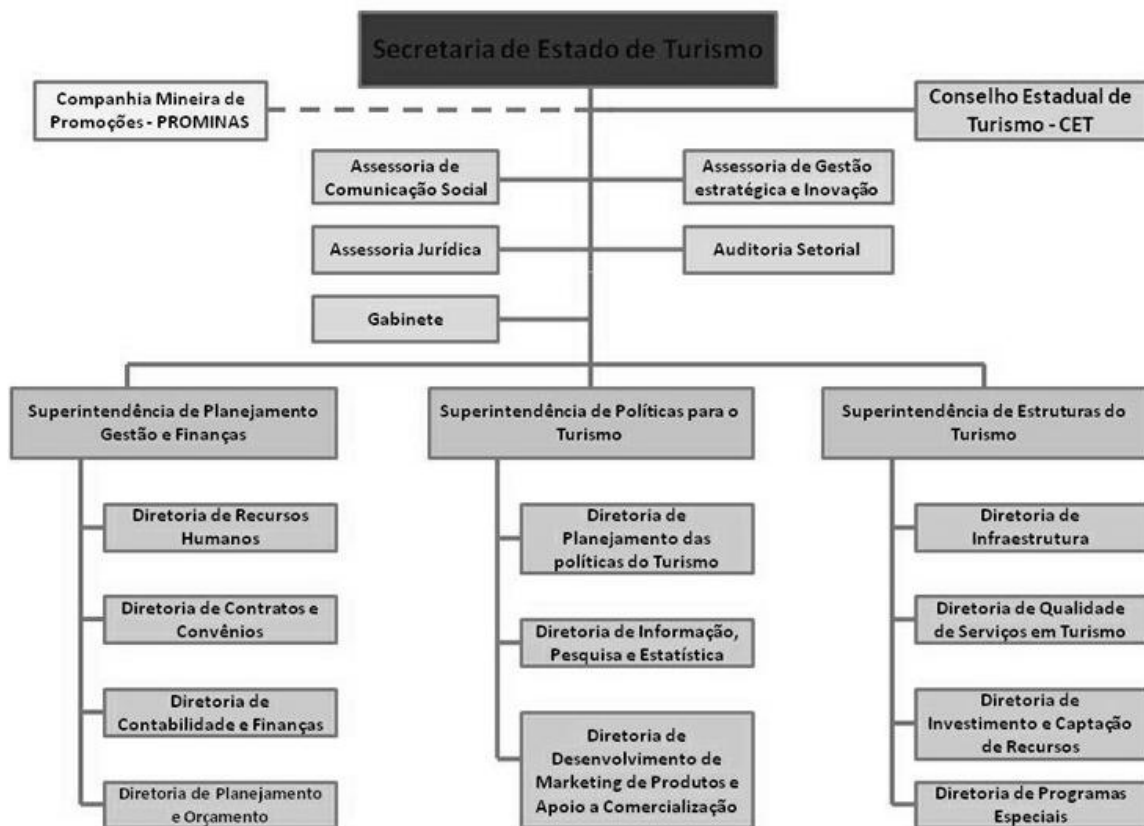 Secretaria de Estado de Turismo
Companhia Mineira de
Promoções - PROMINAS
Conselho Estadual de
Turismo - CET
Assessoria de
Comunicação Social
Assessoria de Gestão
estratégica e Inovação
Assessoria Jurídica
Auditoria Setorial
Gabinete
Superintendência de Planejamento
Gestão e Finanças
Superintendência de Políticas para o
Turismo
Superintendência de Estruturas do
Turismo
Diretoria de Recursos
Humanos
Diretoria de Contratos e
Convênios
Diretoria de
Contabilidade e Finanças
Diretoria de Planejamento
e Orçamento
Diretoria de
Planejamento das
políticas do Turismo
Diretoria de Informação,
Pesquisa e Estatística
Diretoria de
Desenvolvimento de
Marketing de Produtos e
Apoio a Comercialização
Diretoria de
Infraestrutura
Diretoria de Qualidade
de Serviços em Turismo
Diretoria de
Investimento e Captação
de Recursos
Diretoria de Programas
Especiais